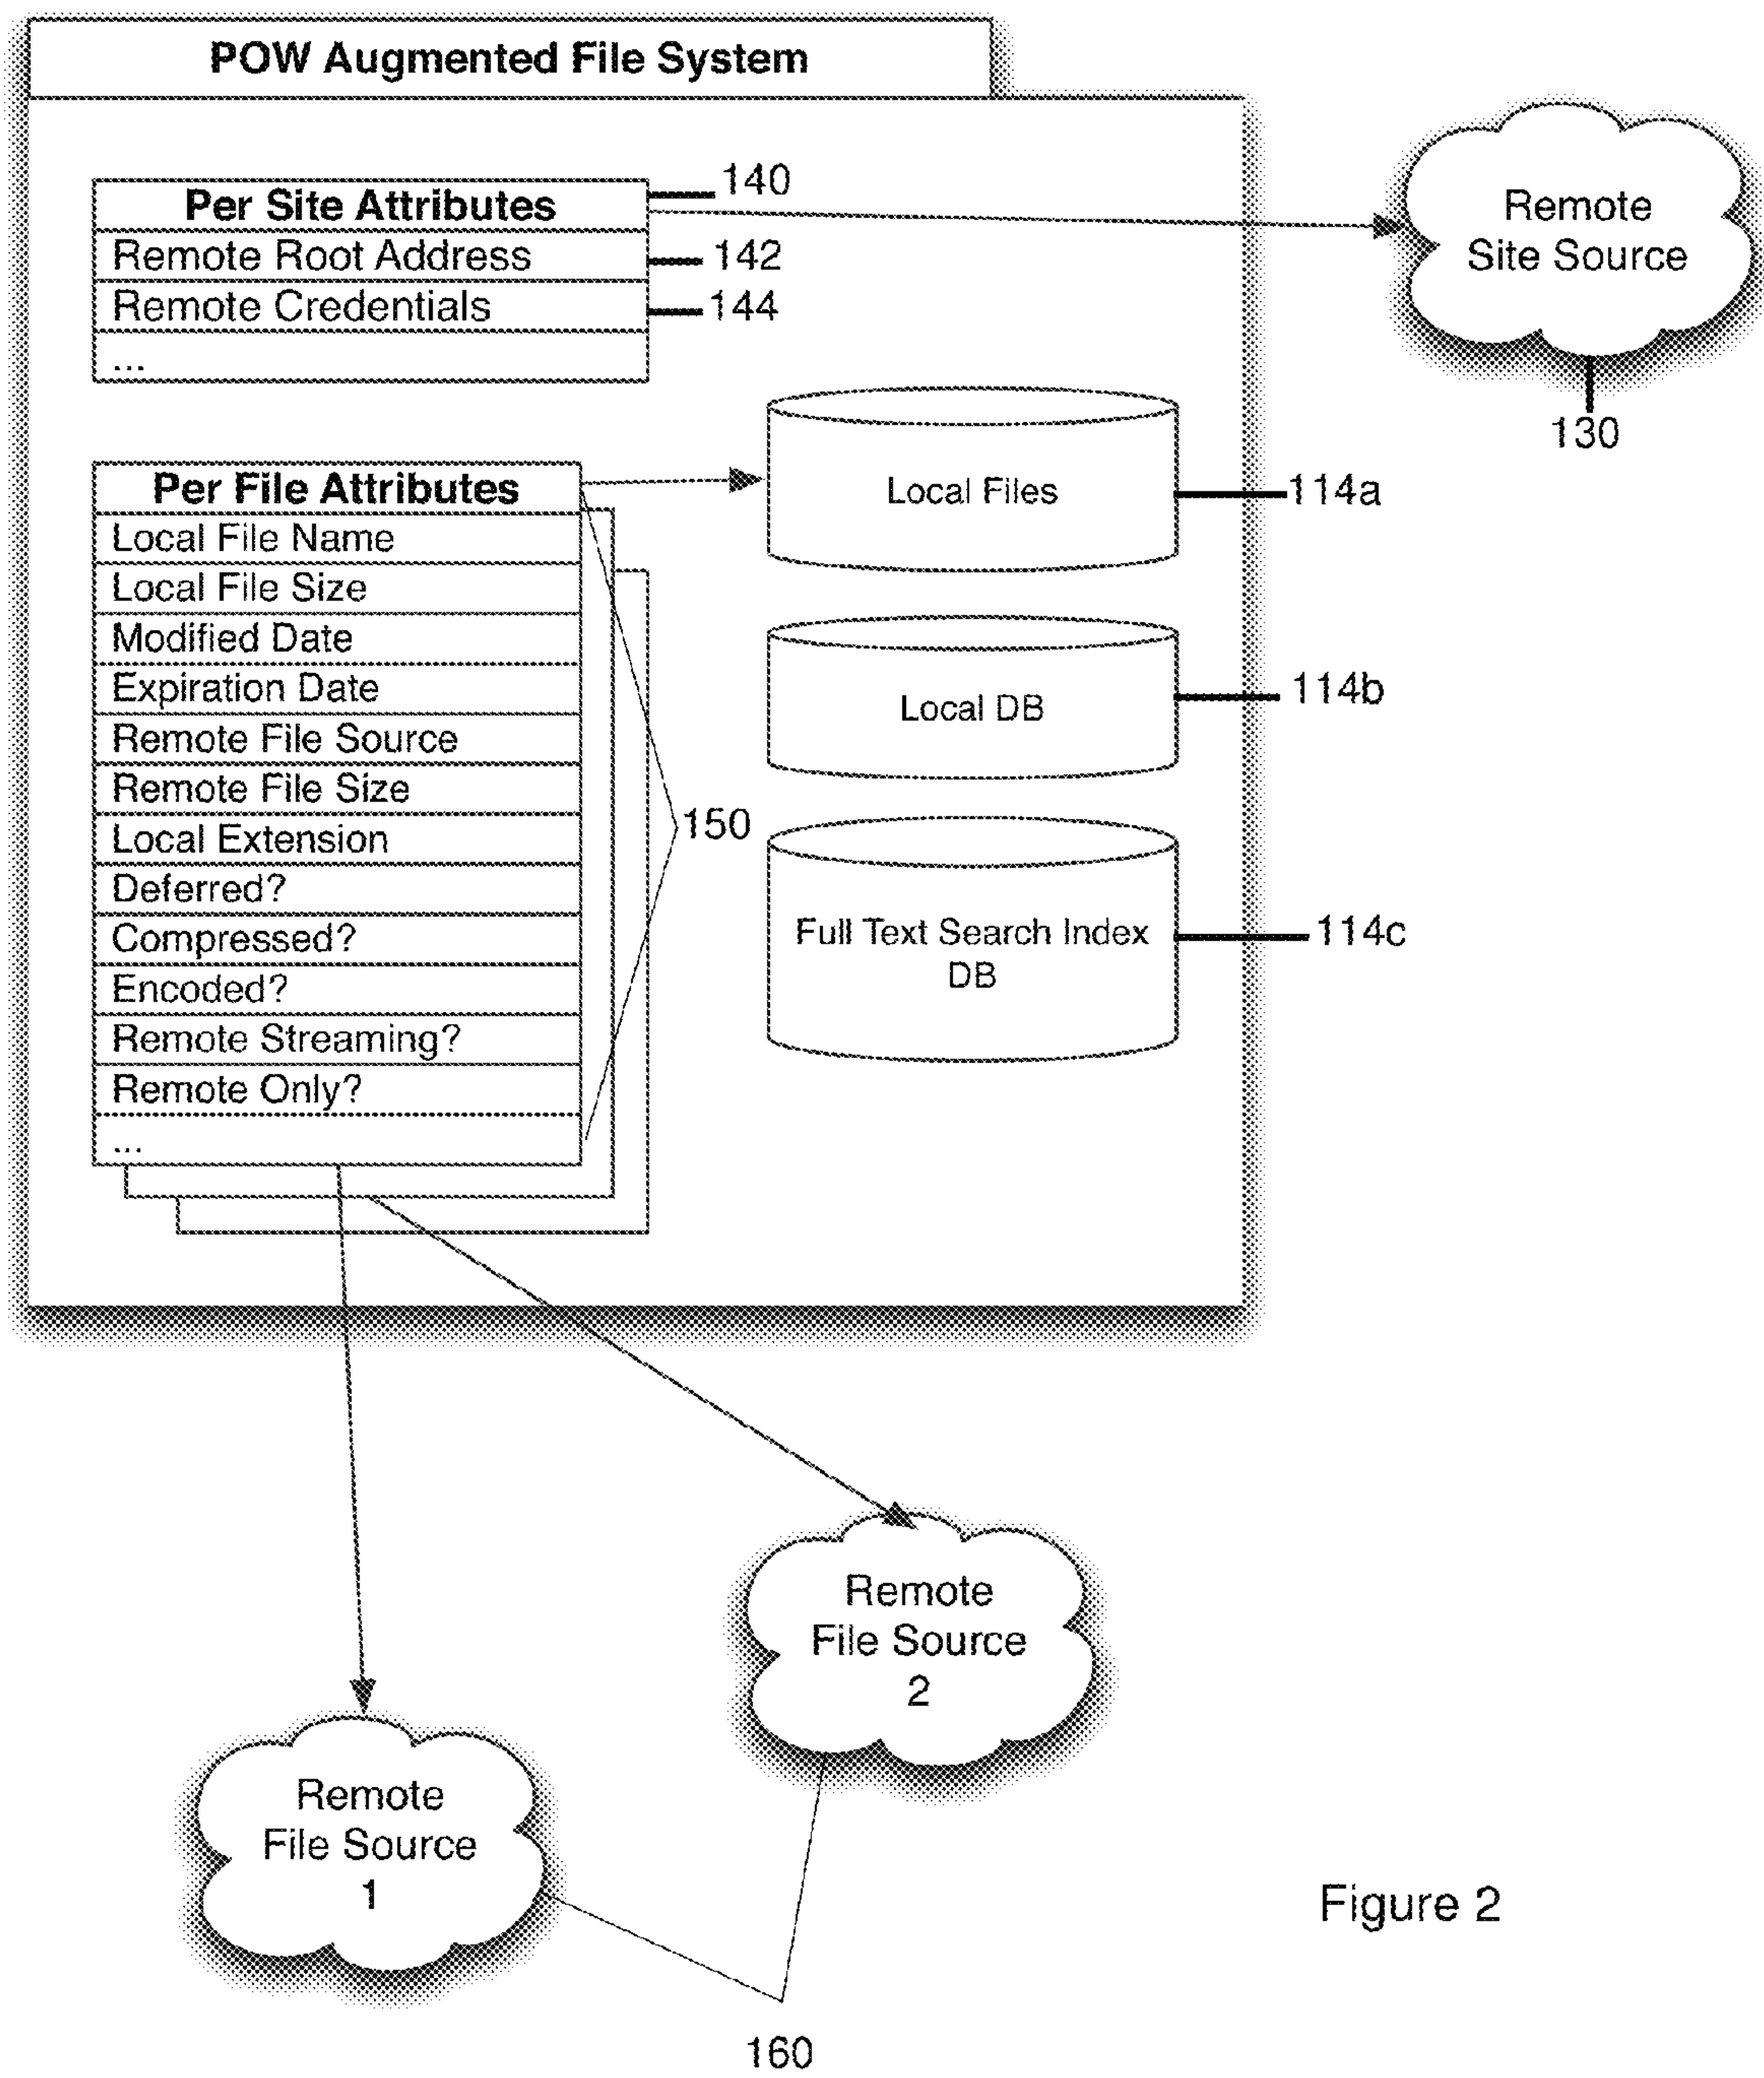 POW Augmented File System
Per Site Attributes
140
Remote Root Address
142
Remote Credentials
144
...
Remote
Site Source
130
Per File Attributes
Local File Name
Local File Size
Modified Date
Expiration Date
Remote File Source
Remote File Size
Local Extension
Deferred?
Compressed?
Encoded?
Remote Streaming?
Remote Only?
...
150
Local Files
114a
Local DB
114b
Full Text Search Index
DB
114c
Remote
File Source
2
Remote
File Source
1
160
Figure 2